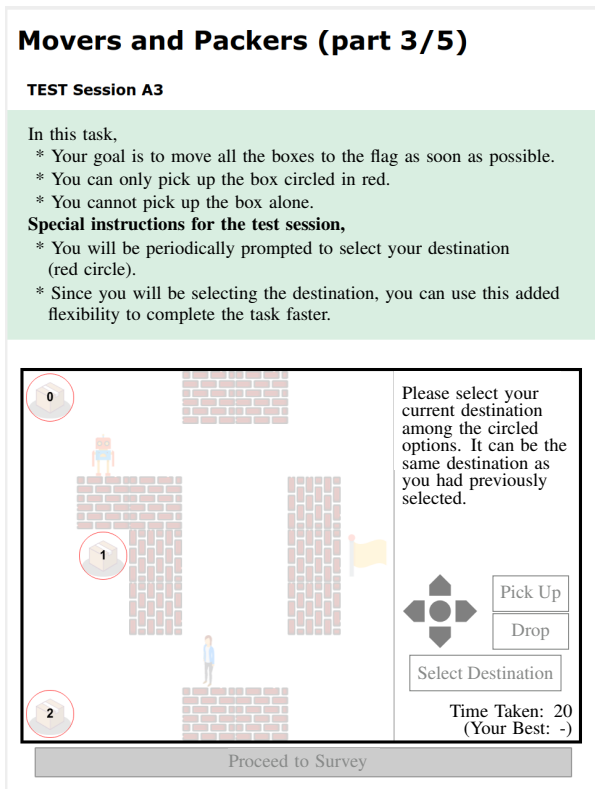 Movers and Packers (part 3/5)
TEST Session A3
In this task,
* Your goal is to move all the boxes to the flag as soon as possible.
* You can only pick up the box circled in red.
* You cannot pick up the box alone.
Special instructions for the test session,
* You will be periodically prompted to select your destination
(red circle).
* Since you will be selecting the destination, you can use this added
flexibility to complete the task faster.
0
1
2
Please select your
current destination
among the circled
options. It can be the
same destination as
you had previously
selected.
Pick Up
Drop
Select Destination
Time Taken: 20
(Your Best: -)
Proceed to Survey